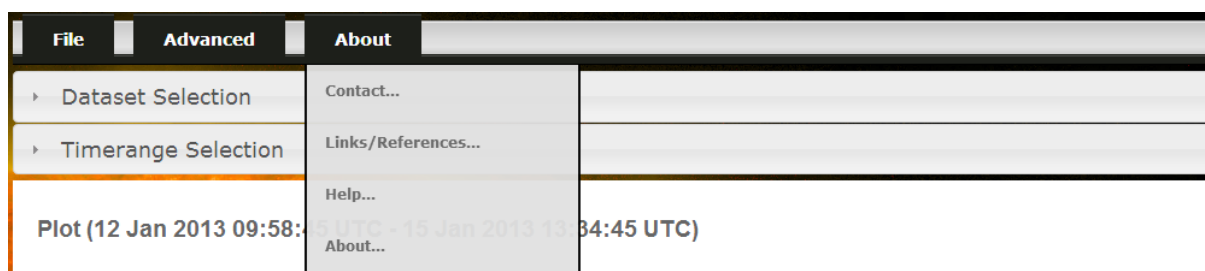 File Advanced About
Dataset Selection
Contact...
Timerange Selection
Links/References...
Help...
Plot (12 Jan 2013 09:58:45 UTC - 15 Jan 2013 13:34:45 UTC)
About...